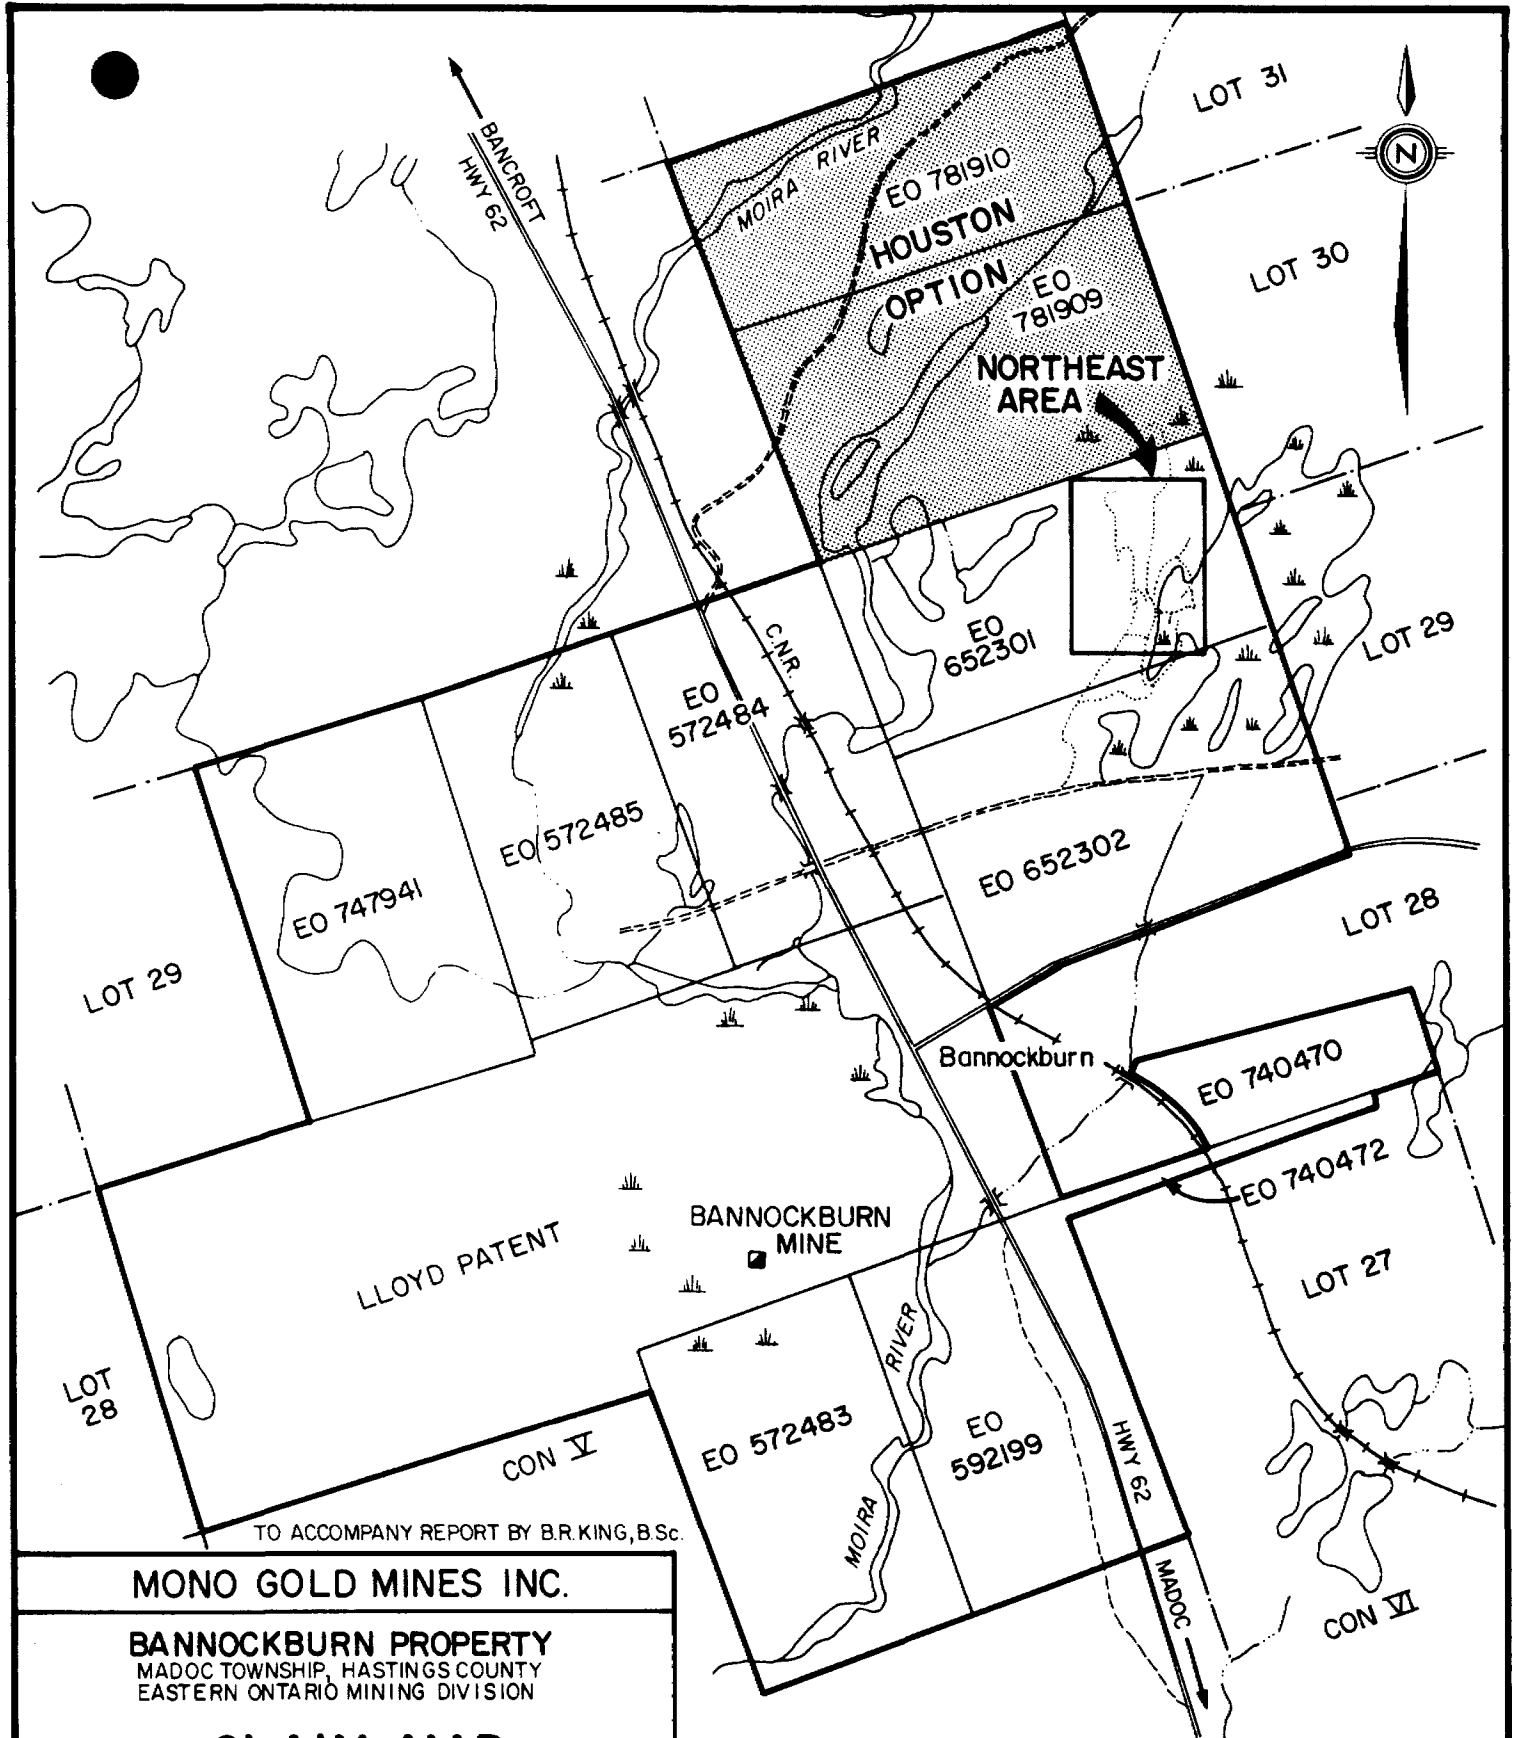 BANCROFT
HWY 62
MOIRA RIVER
EO 781910
HOUSTON
OPTION
EO
781909
LOT 31
N
LOT 30
NORTHEAST
AREA
C.N.R.
EO
572484
EO
652301
LOT 29
EO 572485
EO 747941
EO 652302
LOT 28
LOT 29
Bannockburn
EO 740470
EO 740472
LOT 27
BANNOCKBURN
MINE
LLOYD PATENT
LOT
28
RIVER
MOIRA
EO 572483
EO
592199
HWY 62
CON V
MADOC
CON VI
TO ACCOMPANY REPORT BY B.R. KING, B.Sc.
MONO GOLD MINES INC.
BANNOCKBURN PROPERTY
MADOC TOWNSHIP, HASTINGS COUNTY
EASTERN ONTARIO MINING DIVISION